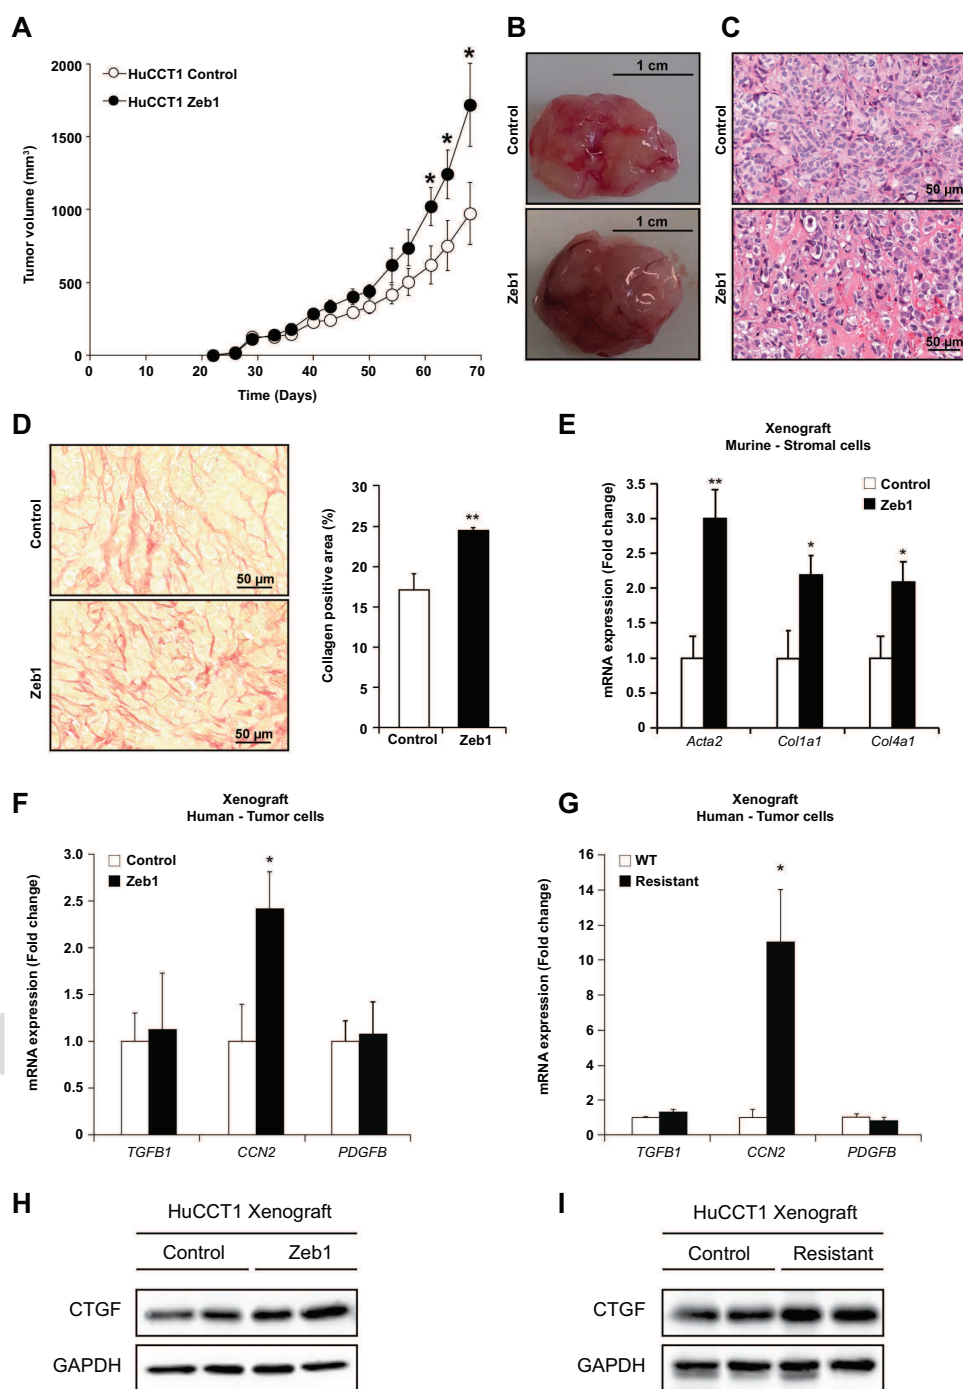 A
HuCCT1 Control
HuCCT1 Zeb1
*
*
*
2000
1500
1000
500
0
Tumor volume (mm³)
0 10 20 30 40 50 60 70
Time (Days)
B
Control
1 cm
Zeb1
1 cm
C
Control
50 µm
Zeb1
50 µm
D
Control
50 µm
Zeb1
50 µm
Collagen positive area (%)
30
25
20
15
10
5
0
**
Control Zeb1
E
Xenograft
Murine - Stromal cells
Control
Zeb1
mRNA expression (Fold change)
3.5
3.0
2.5
2.0
1.5
1.0
0.5
0
**
*
*
Acta2 Col1a1 Col4a1
F
Xenograft
Human - Tumor cells
Control
Zeb1
mRNA expression (Fold change)
3.0
2.5
2.0
1.5
1.0
0.5
0
*
TGFB1 CCN2 PDGFB
G
Xenograft
Human - Tumor cells
WT
Resistant
mRNA expression (Fold change)
16
14
12
10
8
6
4
2
0
*
TGFB1 CCN2 PDGFB
H
HuCCT1 Xenograft
Control Zeb1
CTGF
GAPDH
I
HuCCT1 Xenograft
Control Resistant
CTGF
GAPDH